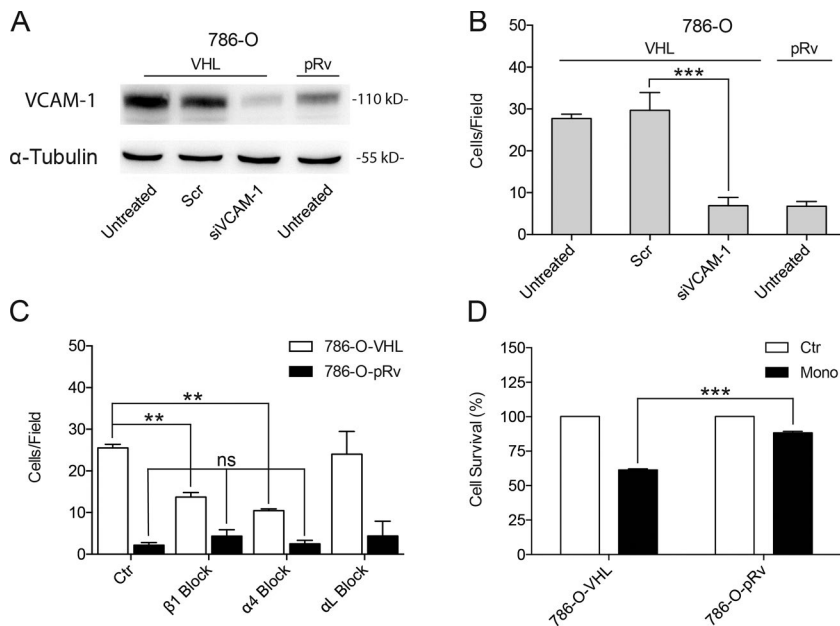 A
786-O
VHL
pRv
VCAM-1
-110 kD-
α-Tubulin
-55 kD-
Untreated
Scr
siVCAM-1
Untreated
B
786-O
VHL
pRv
50
40
30
20
10
0
Cells/Field
***
Untreated
Scr
siVCAM-1
Untreated
C
786-O-VHL
786-O-pRv
50
40
30
20
10
0
Cells/Field
**
**
ns
Ctr
β1 Block
α4 Block
αL Block
D
Ctr
Mono
150
125
100
75
50
25
0
Cell Survival (%)
***
786-O-VHL
786-O-pRv